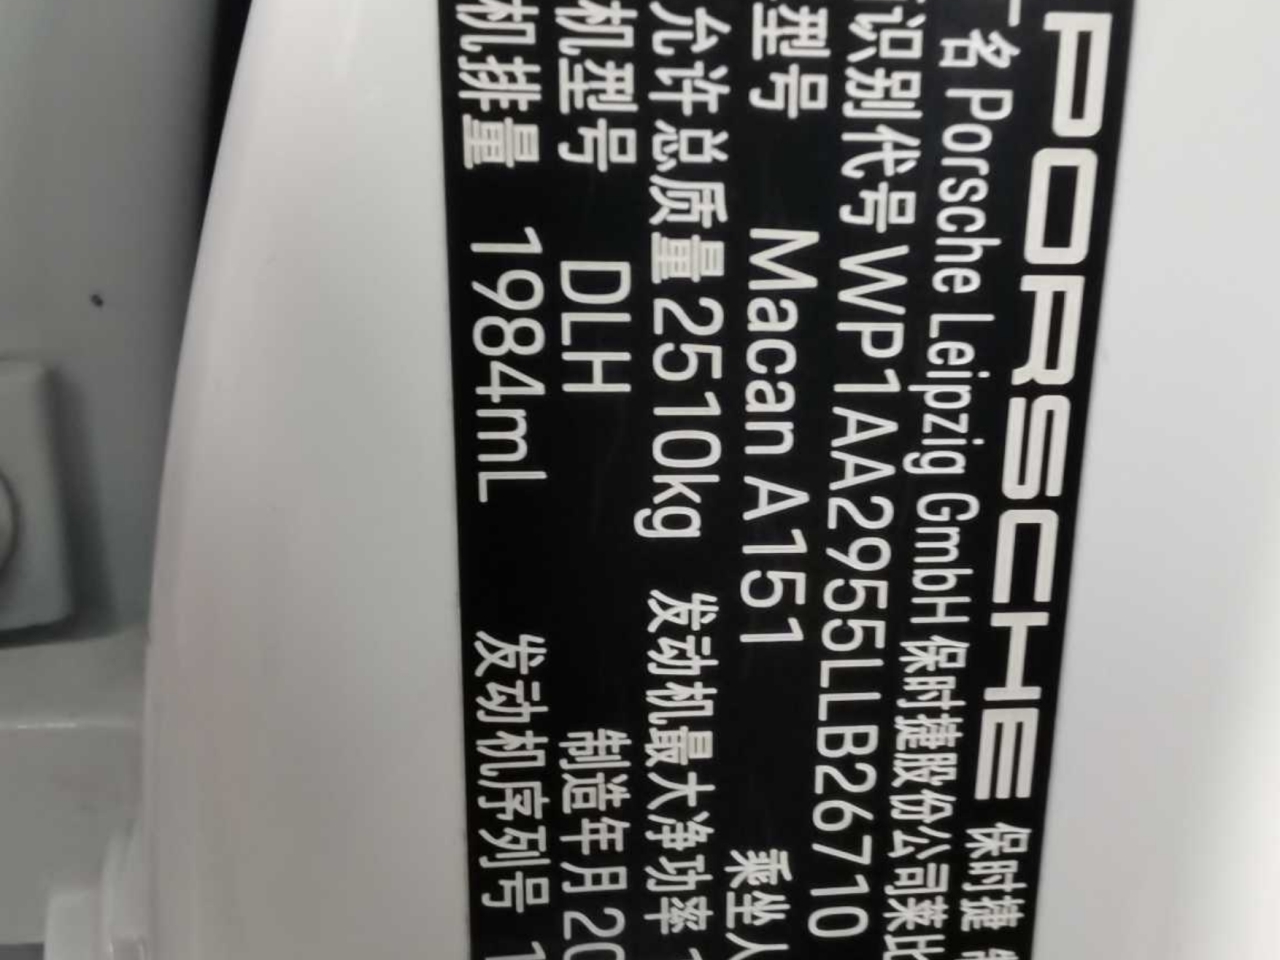 PORSCHE 保时捷
厂名 Porsche Leipzig GmbH 保时捷股份公司莱比
识别代号 WP1AA2955LLB26710
型号 Macan A151 乘坐人
允许总质量 2510kg 发动机最大净功率
机型号 DLH 制造年月 20
机排量 1984mL 发动机序列号 1